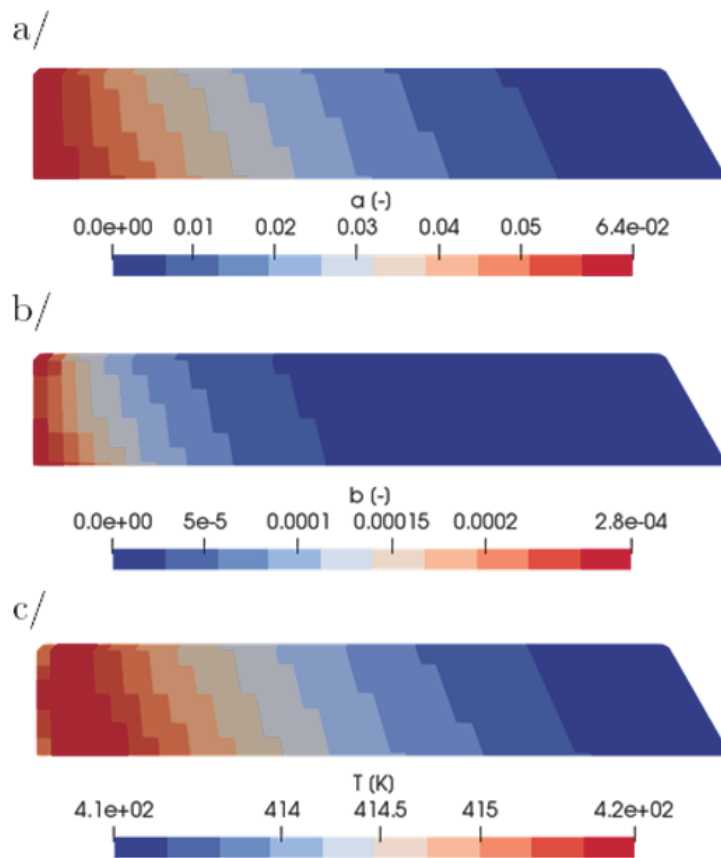 a/
a (-)
0.0e+00 0.01 0.02 0.03 0.04 0.05 6.4e-02
b/
b (-)
0.0e+00 5e-5 0.0001 0.00015 0.0002 2.8e-04
c/
T (K)
4.1e+02 414 414.5 415 4.2e+02